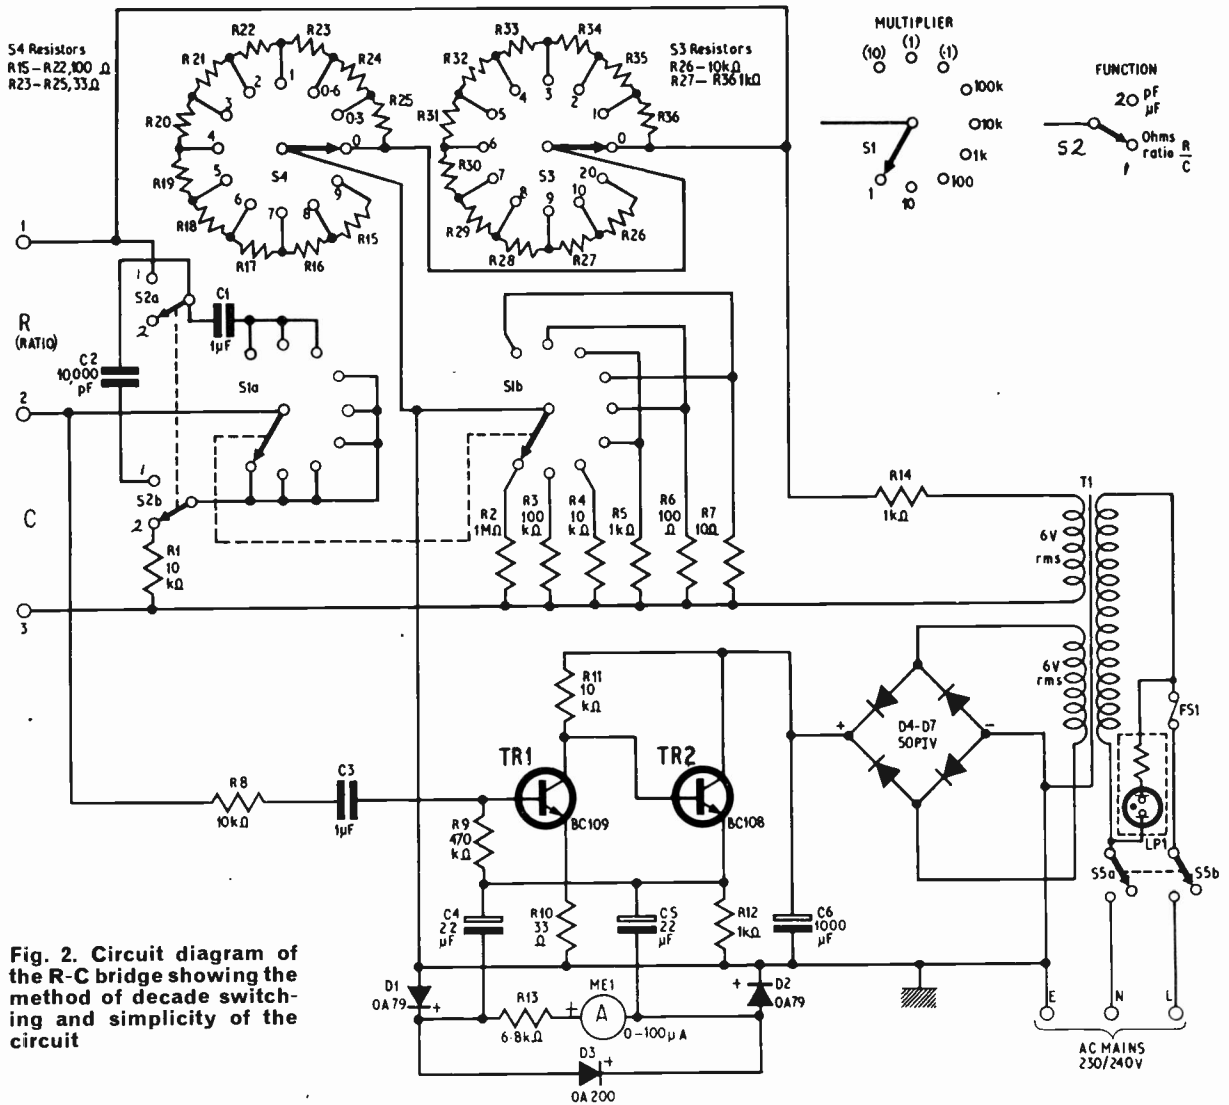 S4 Resistors
R15–R22,100 Ω
R23–R25,33Ω
R21
R22
R23
R24
R25
R20
R19
R18
R17
R16
R15
3
2
1
0·6
0·3
0
4
5
6
7
8
9
S4
R31
R32
R33
R34
R35
R36
R30
R29
R28
R27
R26
5
4
3
2
1
0
6
7
8
9
10
20
S3
S3 Resistors
R26–10kΩ
R27–R36 1kΩ
MULTIPLIER
(10)
(1)
(·1)
100k
10k
1k
100
10
1
S1
FUNCTION
2
pF
μF
Ohms
ratio R/C
1
S2
1
R
(RATIO)
2
C
3
1
S2a
2
C1
1μF
C2
10,000
pF
S1a
1
S2b
2
R1
10
kΩ
S1b
R2
1MΩ
R3
100
kΩ
R4
10
kΩ
R5
1kΩ
R6
100
Ω
R7
10Ω
R14
1kΩ
T1
6V
rms
6V
rms
R11
10
kΩ
TR1
BC109
TR2
BC108
+
D4–D7
50PIV
–
FS1
LP1
S5a
S5b
R8
10kΩ
C3
1μF
R9
470
kΩ
C4
22
μF
R10
33
Ω
C5
22
μF
R12
1kΩ
C6
1000
μF
D1
OA79
+
R13
6·8kΩ
+
ME1
A
0–100μA
+
D2
OA79
D3
+
OA200
E
N
L
AC MAINS
230/240V
Fig. 2. Circuit diagram of
the R-C bridge showing the
method of decade switch-
ing and simplicity of the
circuit